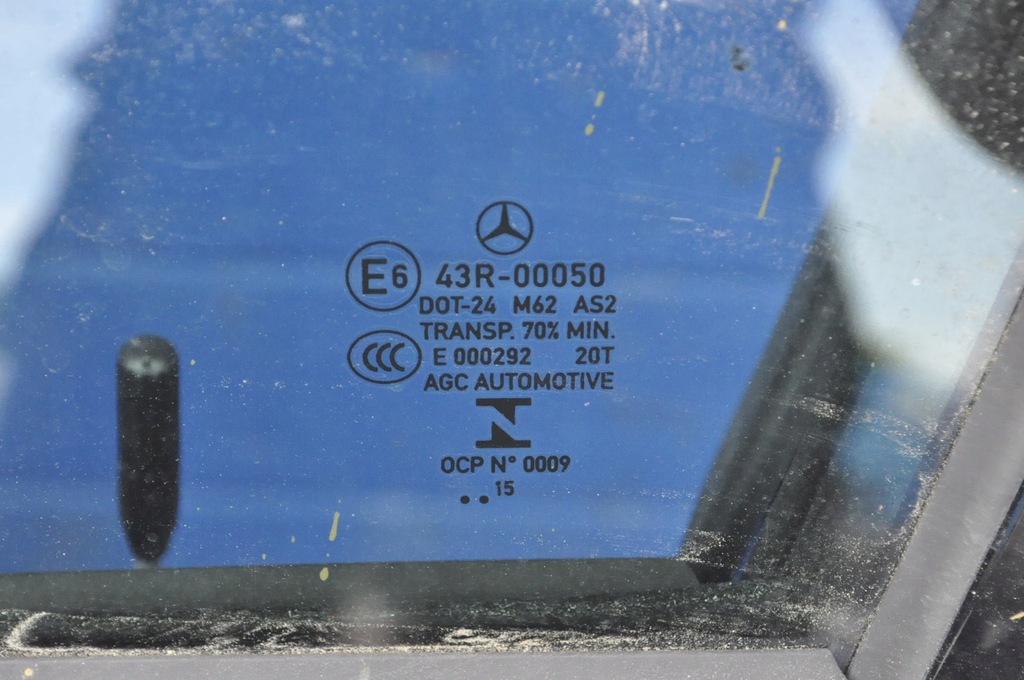 E6 43R-00050
DOT-24 M62 AS2
TRANSP. 70% MIN.
CCC E 000292 20T
AGC AUTOMOTIVE
OCP N° 0009
.. 15